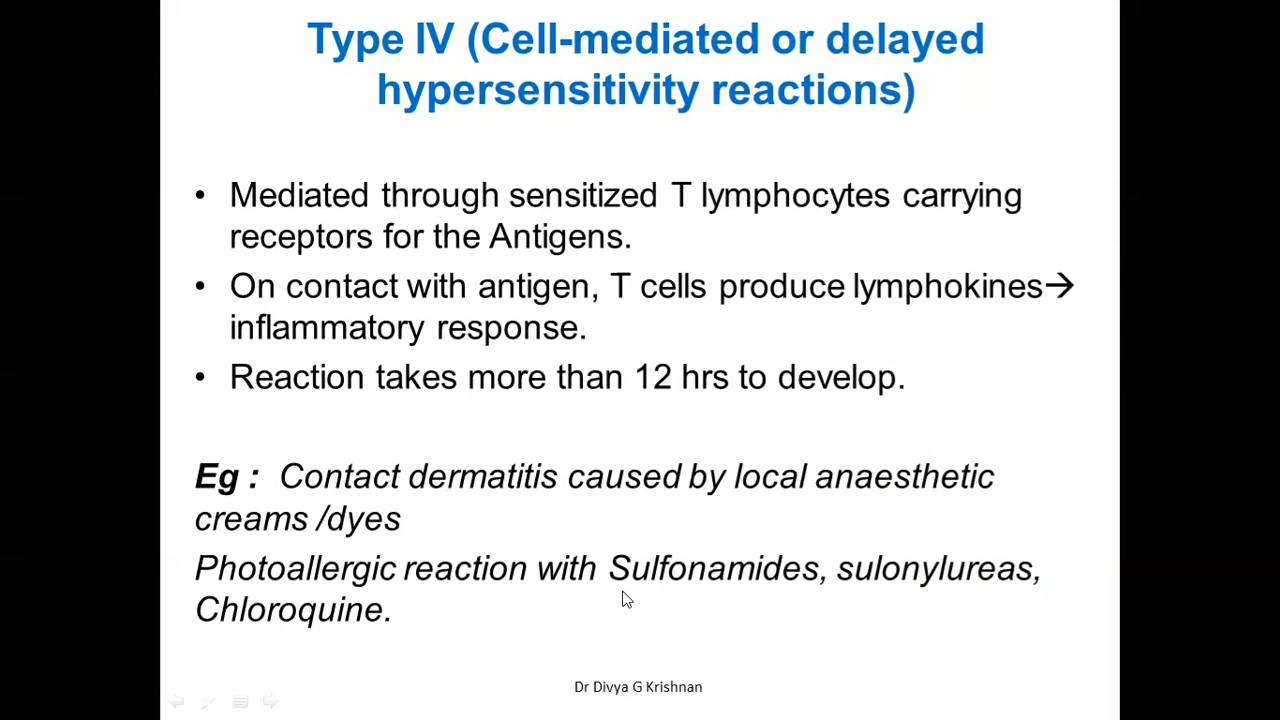 Type IV (Cell-mediated or delayed
hypersensitivity reactions)
• Mediated through sensitized T lymphocytes carrying
receptors for the Antigens.
• On contact with antigen, T cells produce lymphokines→
inflammatory response.
• Reaction takes more than 12 hrs to develop.
Eg : Contact dermatitis caused by local anaesthetic
creams /dyes
Photoallergic reaction with Sulfonamides, sulonylureas,
Chloroquine.
Dr Divya G Krishnan